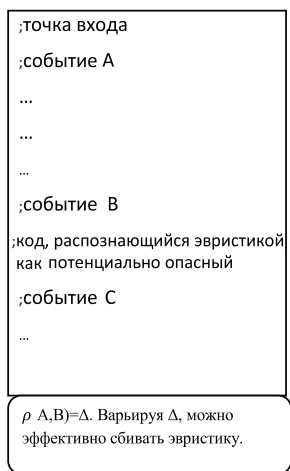 ;точка входа
;событие A
...
...
...
;событие B
;код, распознающийся эвристикой
как потенциально опасный
;событие C
...
ρ A,B)=Δ. Варьируя Δ, можно
эффективно сбивать эвристику.